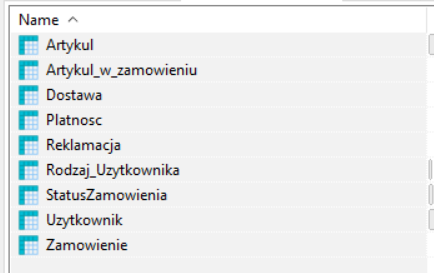 Name
Artykul
Artykul_w_zamowieniu
Dostawa
Platnosc
Reklamacja
Rodzaj_Uzytkownika
StatusZamowienia
Uzytkownik
Zamowienie